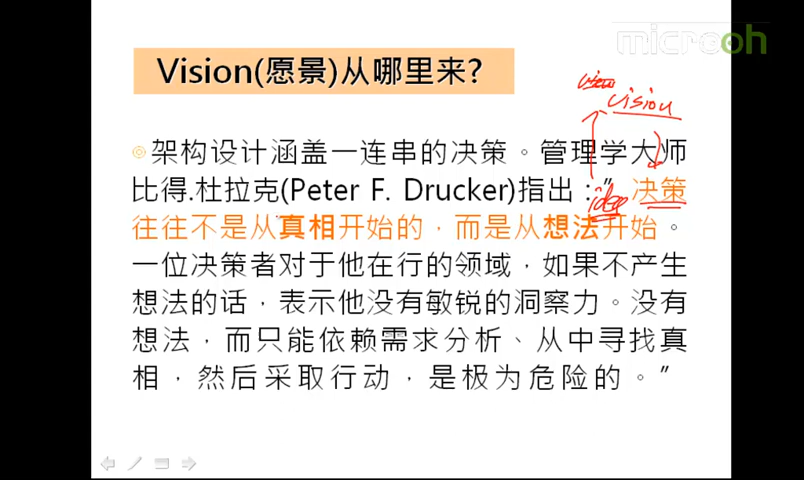 microoh
Vision(愿景)从哪里来?
vision
架构设计涵盖一连串的决策。管理学大师
比得.杜拉克(Peter F. Drucker)指出:”决策
idea
往往不是从真相开始的,而是从想法开始。
一位决策者对于他在行的领域,如果不产生
想法的话,表示他没有敏锐的洞察力。没有
想法,而只能依赖需求分析、从中寻找真
相,然后采取行动,是极为危险的。”